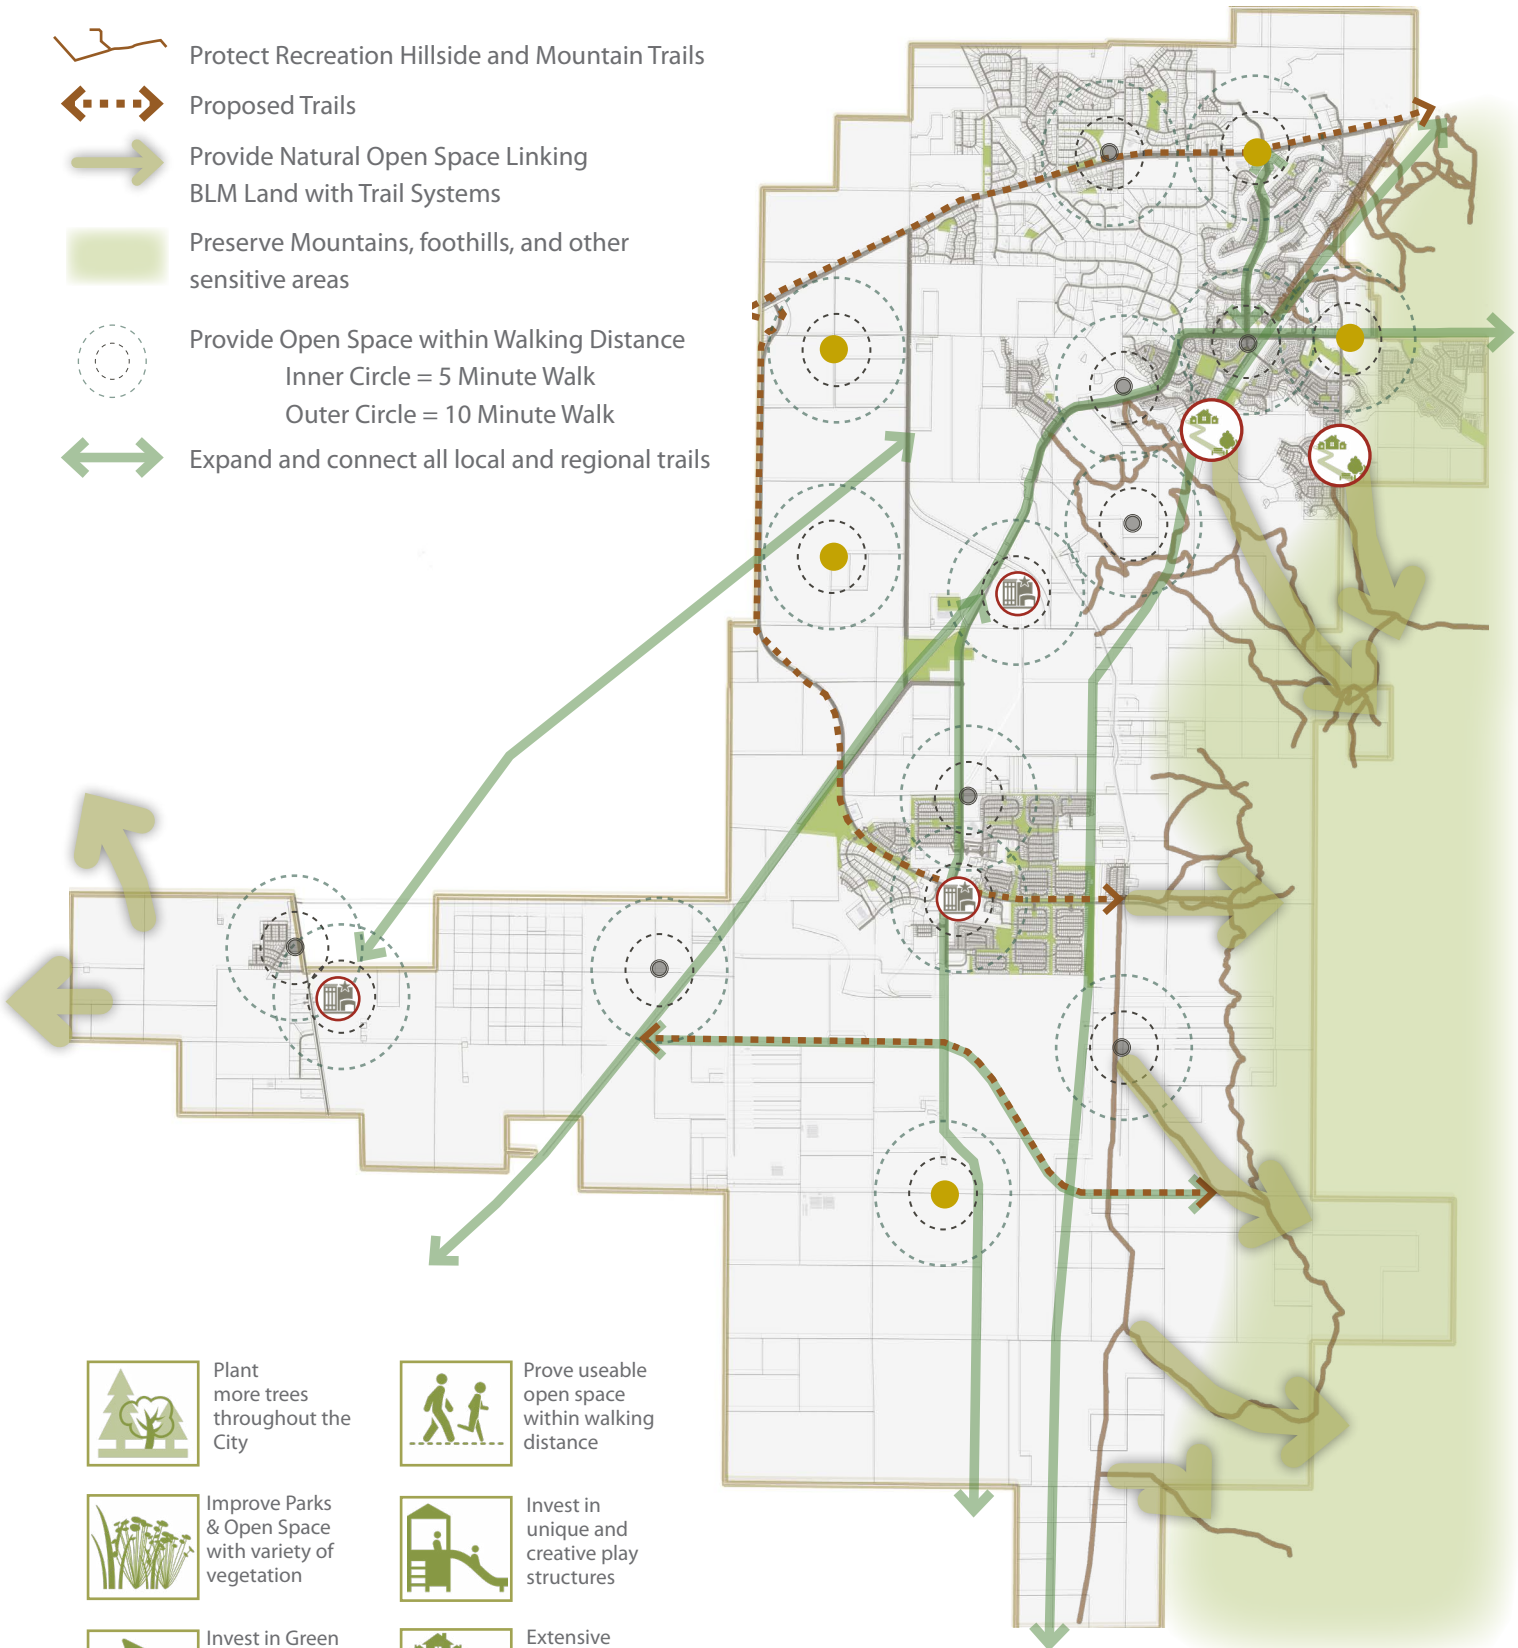 Protect Recreation Hillside and Mountain Trails
Proposed Trails
Provide Natural Open Space Linking
BLM Land with Trail Systems
Preserve Mountains, foothills, and other
sensitive areas
Provide Open Space within Walking Distance
Inner Circle = 5 Minute Walk
Outer Circle = 10 Minute Walk
Expand and connect all local and regional trails
Plant
more trees
throughout the
City
Prove useable
open space
within walking
distance
Improve Parks
& Open Space
with variety of
vegetation
Invest in
unique and
creative play
structures
Invest in Green
Extensive